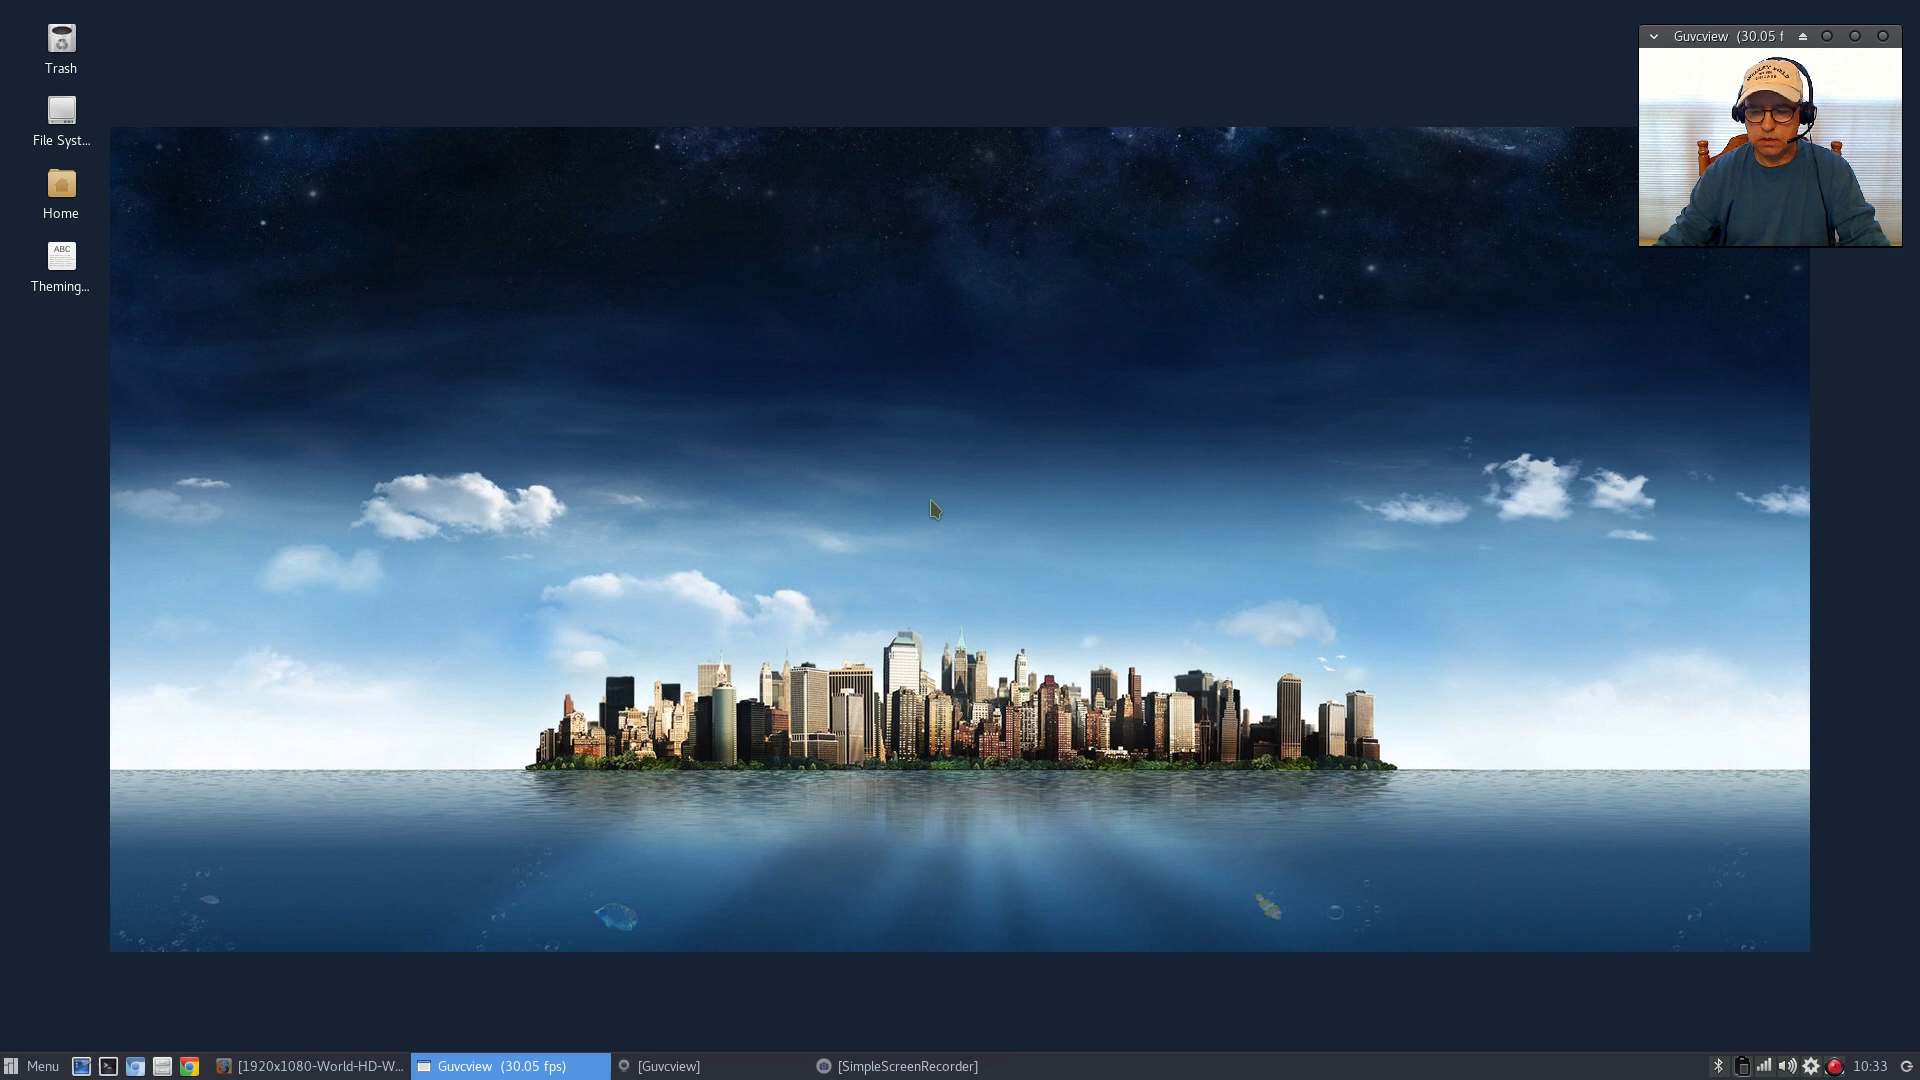 Trash
File Syst...
Home
ABC
Theming...
Guvcview (30.05 f
Menu
[1920x1080-World-HD-W...
Guvcview (30.05 fps)
[Guvcview]
[SimpleScreenRecorder]
10:33